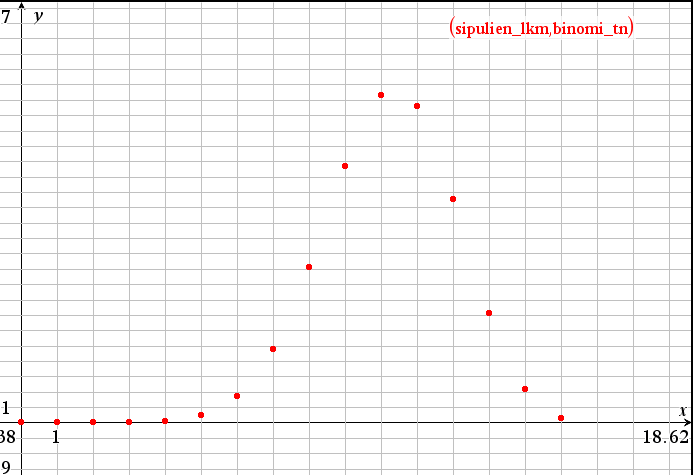 7
y
(sipulien_lkm,binomi_tn)
1
x
38
1
18.62
9